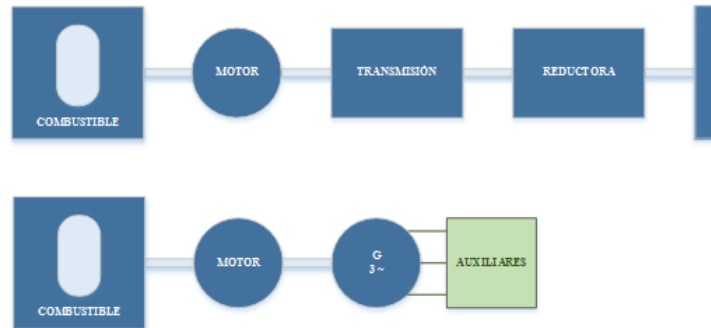 COMBUSTIBLE
MOTOR
TRANSMISIÓN
REDUCTORA
COMBUSTIBLE
MOTOR
G
3 ~
AUXILIARES